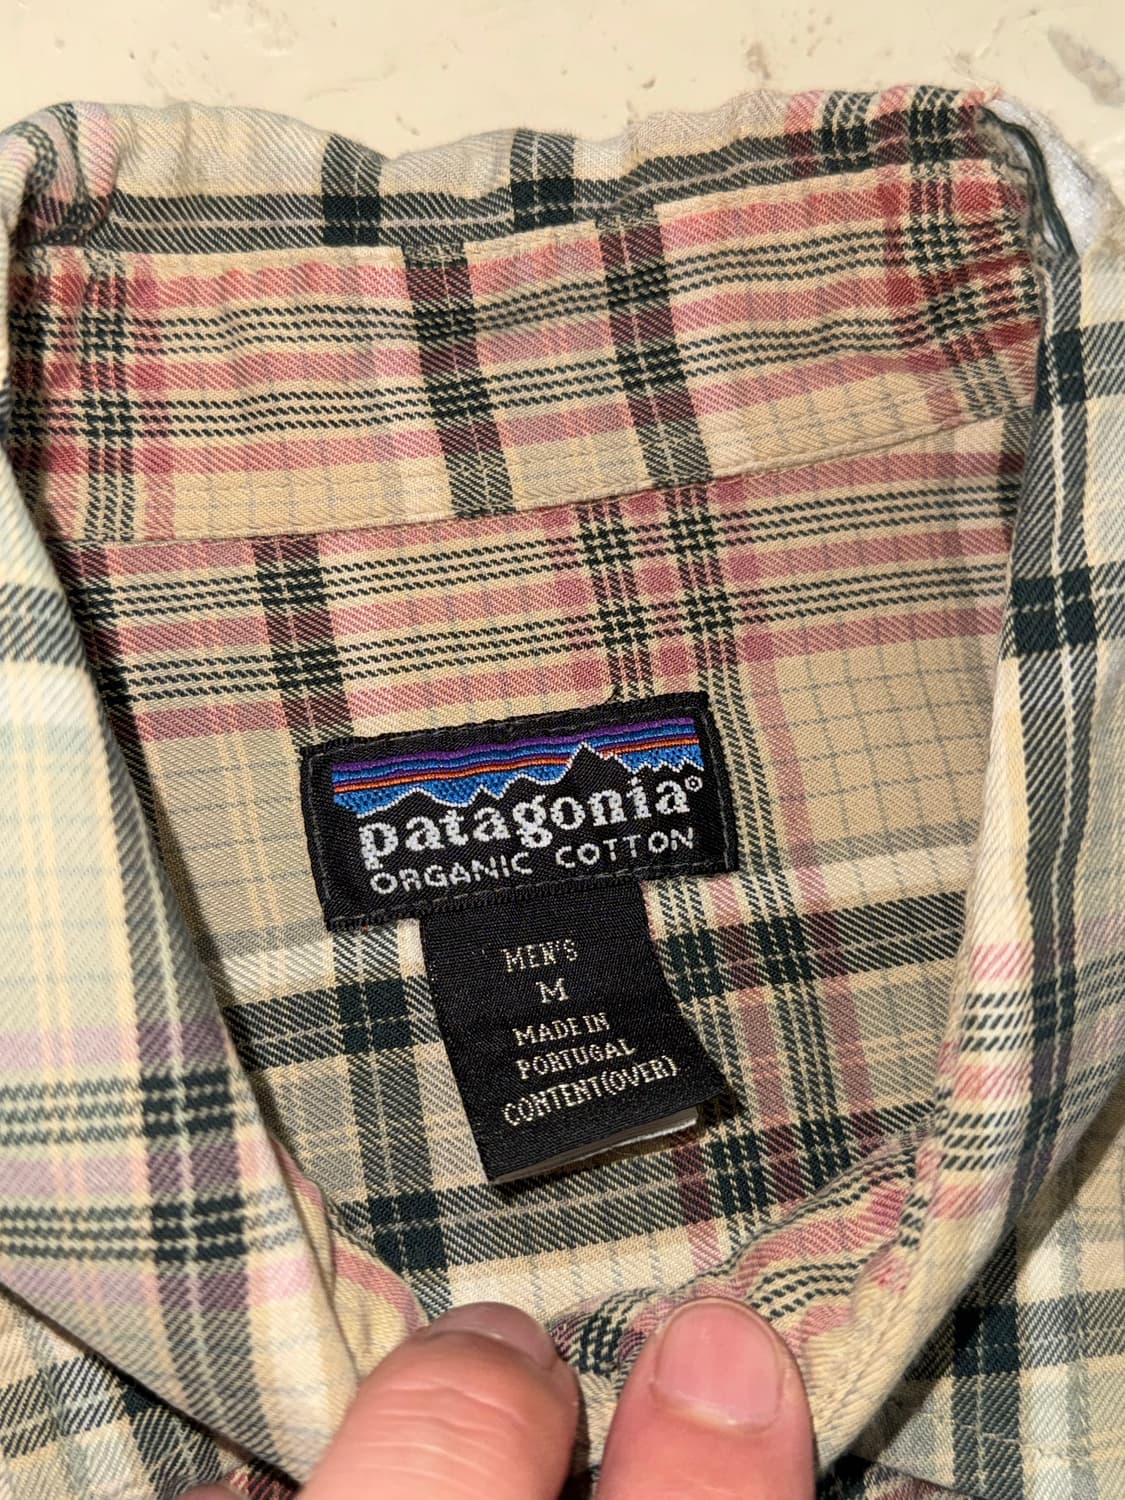 patagonia®
ORGANIC COTTON
MEN'S
M
MADE IN
PORTUGAL
CONTENT(OVER)